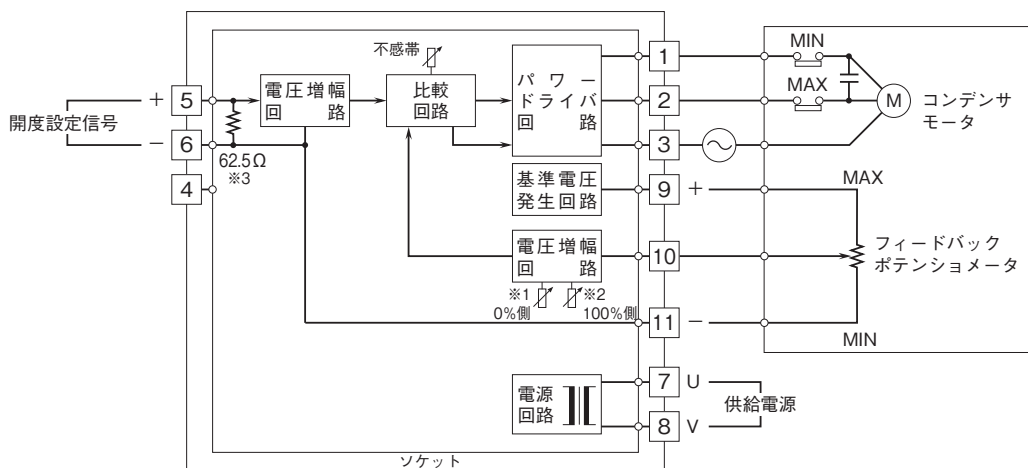 開度設定信号
+
−
5
6
4
62.5Ω
※3
電圧増幅
回路
不感帯
比較
回路
パワー
ドライバ
回路
基準電圧
発生回路
電圧増幅
回路
※1
0%側
※2
100%側
電源
回路
ソケット
1
2
3
9
+
10
11
−
7
U
8
V
供給電源
MIN
MAX
M
コンデンサ
モータ
MAX
フィードバック
ポテンショメータ
MIN